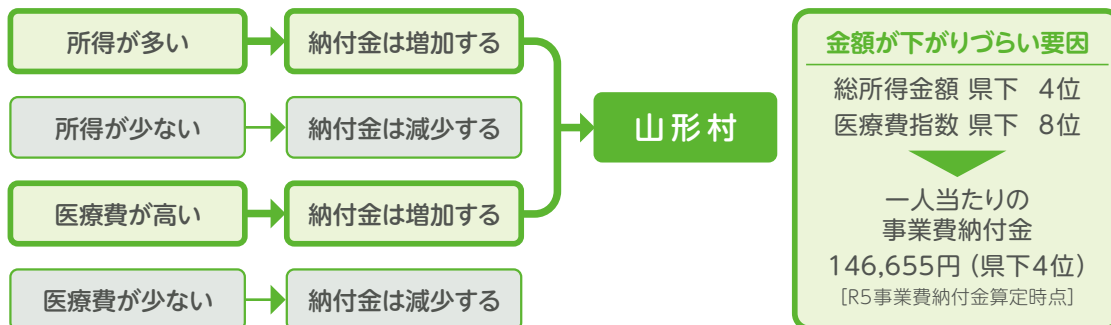 所得が多い
納付金は増加する
所得が少ない
納付金は減少する
医療費が高い
納付金は増加する
医療費が少ない
納付金は減少する
山形村
金額が下がりづらい要因
総所得金額 県下 4位
医療費指数 県下 8位
一人当たりの
事業費納付金
146,655円(県下4位)
[R5事業費納付金算定時点]